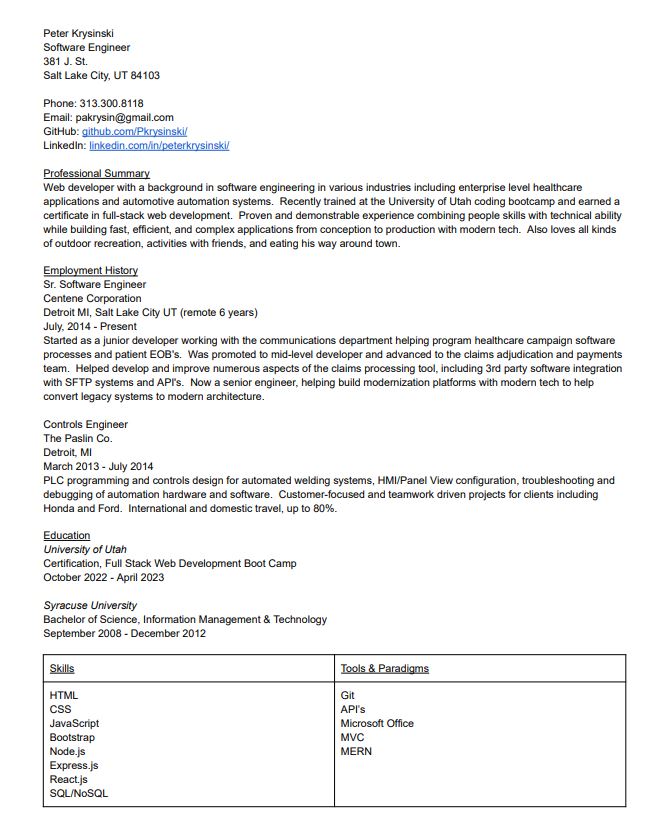 Peter Krysinski
Software Engineer
381 J. St.
Salt Lake City, UT 84103
Phone: 313.300.8118
Email: pakrysin@gmail.com
GitHub: github.com/Pkrysinski/
LinkedIn: linkedin.com/in/peterkrysinski/
Professional Summary
Web developer with a background in software engineering in various industries including enterprise level healthcare
applications and automotive automation systems.  Recently trained at the University of Utah coding bootcamp and earned a
certificate in full-stack web development.  Proven and demonstrable experience combining people skills with technical ability
while building fast, efficient, and complex applications from conception to production with modern tech.  Also loves all kinds
of outdoor recreation, activities with friends, and eating his way around town.
Employment History
Sr. Software Engineer
Centene Corporation
Detroit MI, Salt Lake City UT (remote 6 years)
July, 2014 - Present
Started as a junior developer working with the communications department helping program healthcare campaign software
processes and patient EOB's.  Was promoted to mid-level developer and advanced to the claims adjudication and payments
team.  Helped develop and improve numerous aspects of the claims processing tool, including 3rd party software integration
with SFTP systems and API's.  Now a senior engineer, helping build modernization platforms with modern tech to help
convert legacy systems to modern architecture.
Controls Engineer
The Paslin Co.
Detroit, MI
March 2013 - July 2014
PLC programming and controls design for automated welding systems, HMI/Panel View configuration, troubleshooting and
debugging of automation hardware and software.  Customer-focused and teamwork driven projects for clients including
Honda and Ford.  International and domestic travel, up to 80%.
Education
University of Utah
Certification, Full Stack Web Development Boot Camp
October 2022 - April 2023
Syracuse University
Bachelor of Science, Information Management & Technology
September 2008 - December 2012
Skills
HTML
CSS
JavaScript
Bootstrap
Node.js
Express.js
React.js
SQL/NoSQL
Tools & Paradigms
Git
API's
Microsoft Office
MVC
MERN